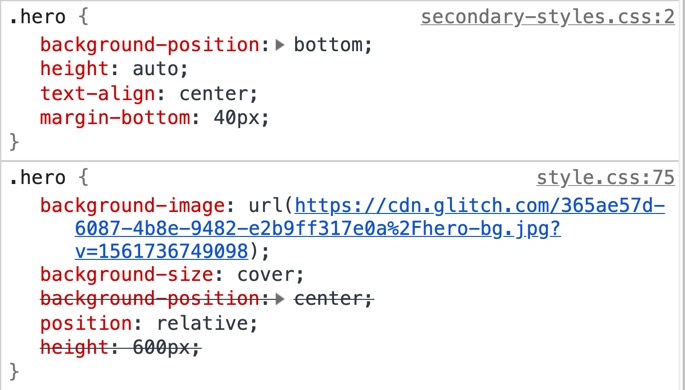 .hero { secondary-styles.css:2
background-position: ▶ bottom;
height: auto;
text-align: center;
margin-bottom: 40px;
}
.hero { style.css:75
background-image: url(https://cdn.glitch.com/365ae57d-
6087-4b8e-9482-e2b9ff317e0a%2Fhero-bg.jpg?
v=1561736749098);
background-size: cover;
background-position: ▶ center;
position: relative;
height: 600px;
}